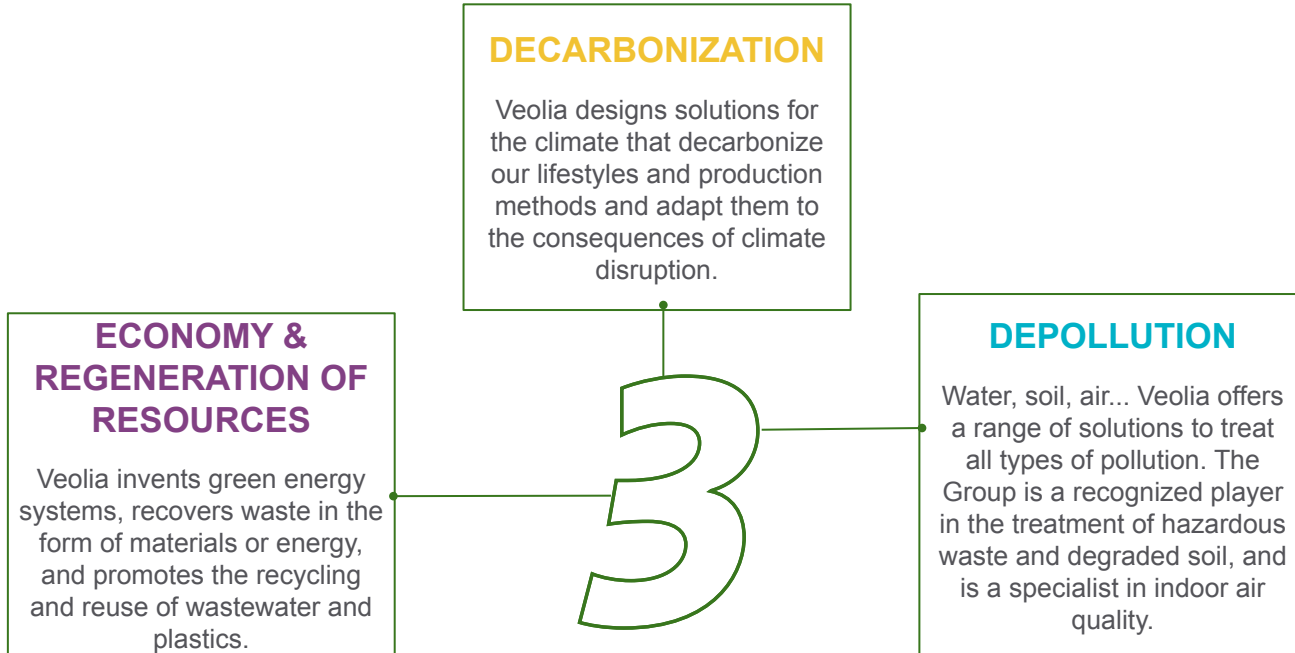 DECARBONIZATION
Veolia designs solutions for
the climate that decarbonize
our lifestyles and production
methods and adapt them to
the consequences of climate
disruption.
ECONOMY &
REGENERATION OF
RESOURCES
Veolia invents green energy
systems, recovers waste in the
form of materials or energy,
and promotes the recycling
and reuse of wastewater and
plastics.
3
DEPOLLUTION
Water, soil, air... Veolia offers
a range of solutions to treat
all types of pollution. The
Group is a recognized player
in the treatment of hazardous
waste and degraded soil, and
is a specialist in indoor air
quality.